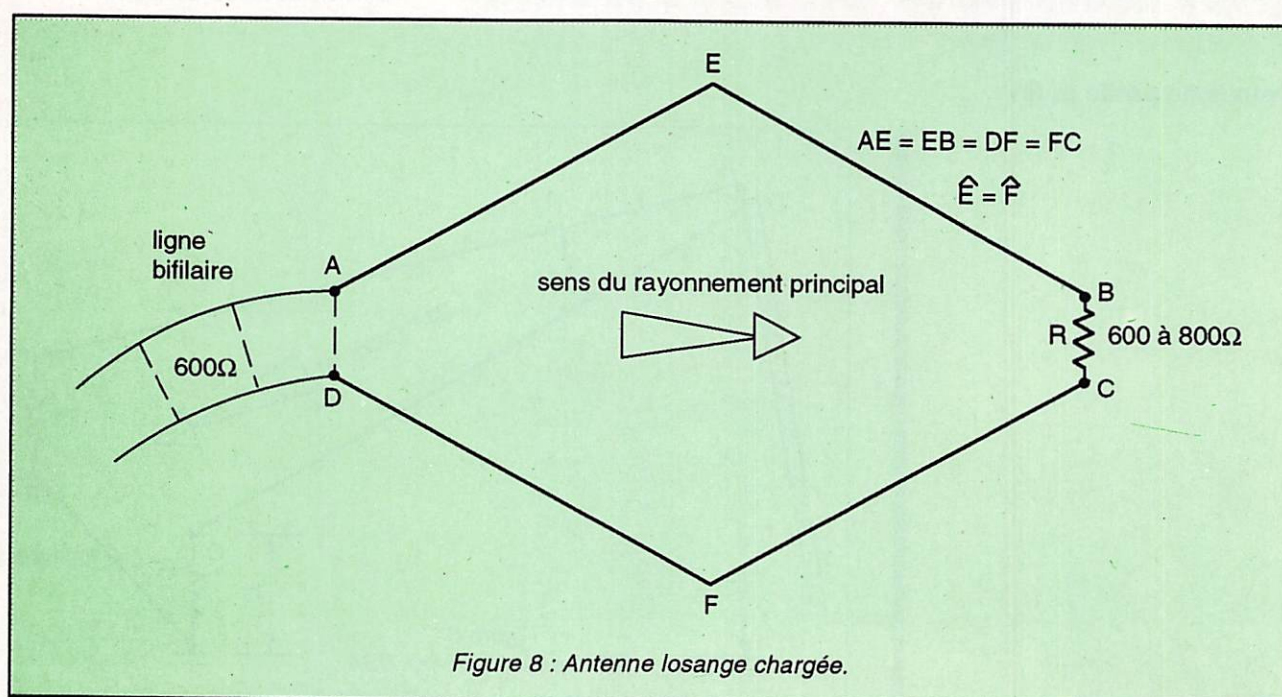 E
AE = EB = DF = FC
Ê = F̂
ligne
bifilaire
A
sens du rayonnement principal
B
600Ω
R
600 à 800Ω
D
C
F
Figure 8 : Antenne losange chargée.